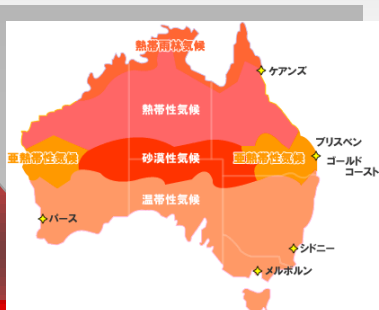 熱帯雨林気候
ケアンズ
熱帯性気候
ブリスベン
亜熱帯性気候
砂漠性気候
亜熱帯性気候
ゴールド
コースト
温帯性気候
パース
シドニー
メルボルン